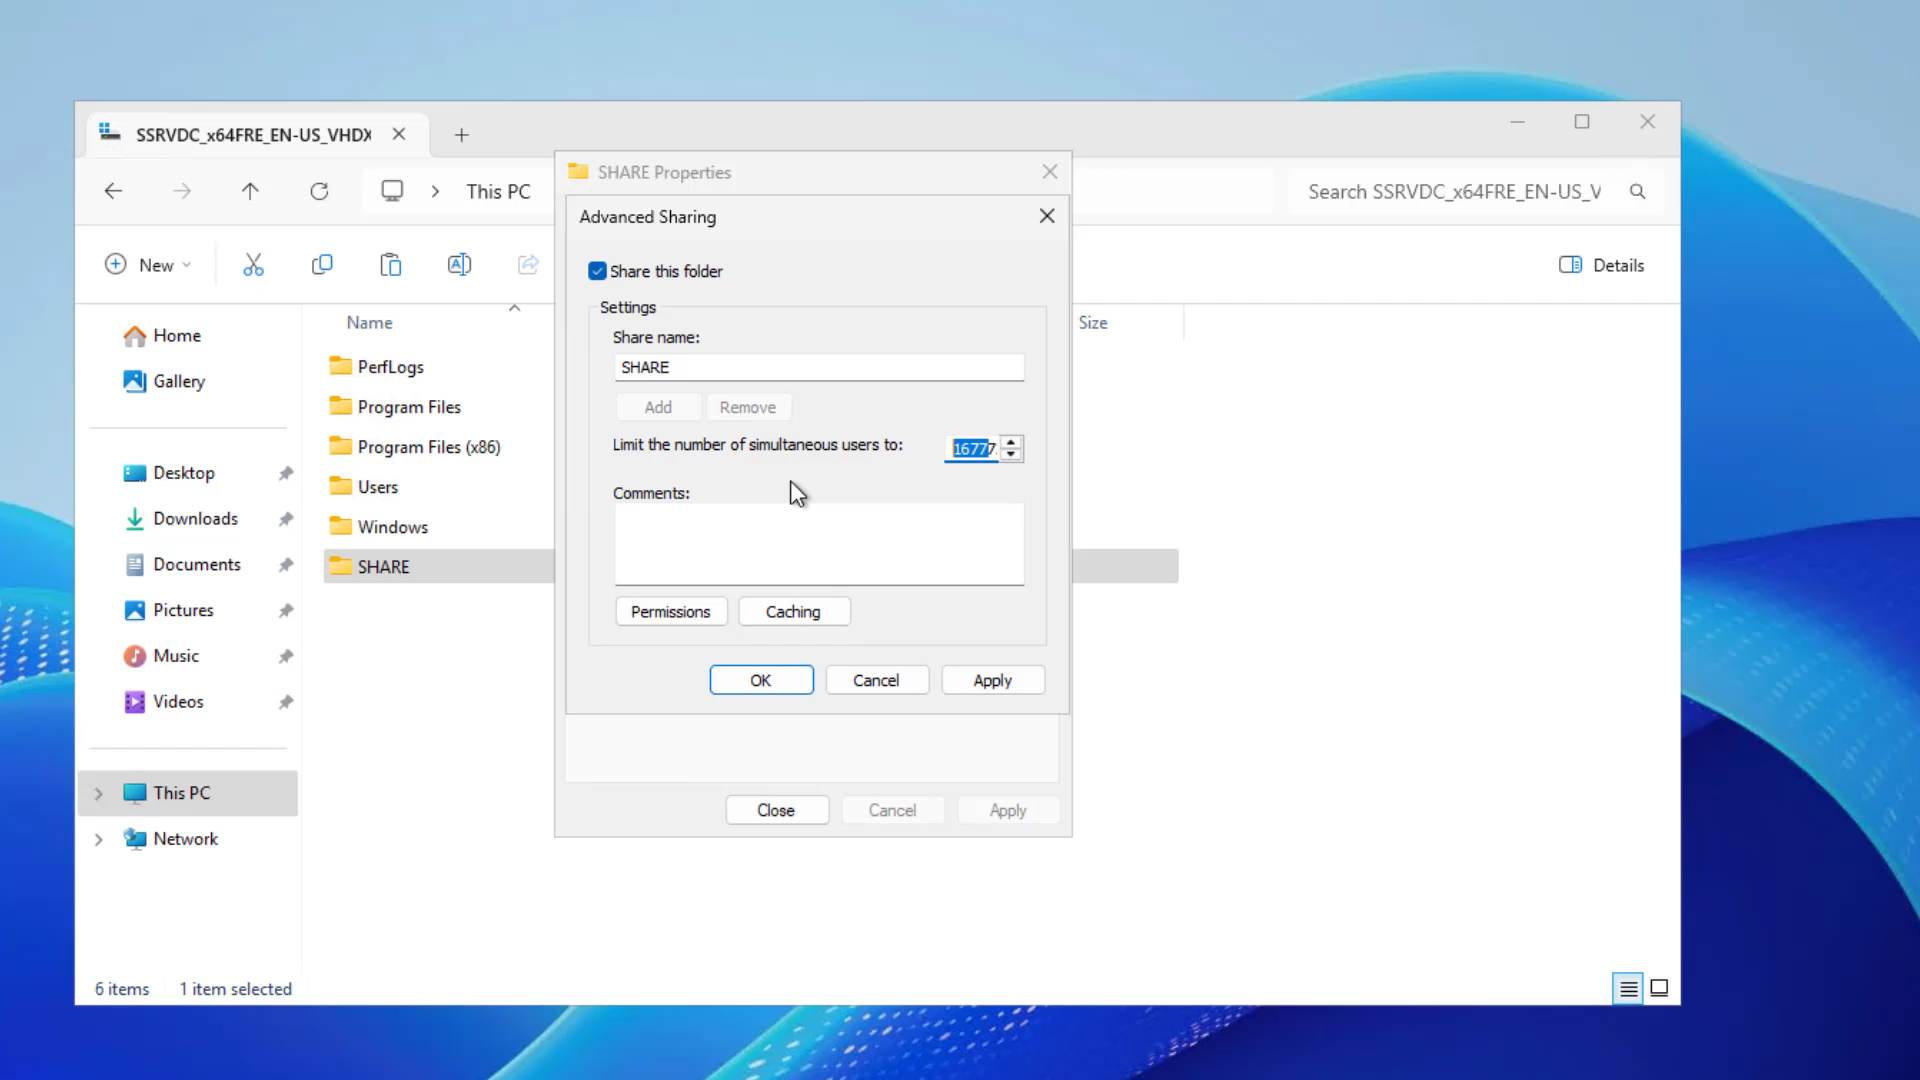 SSRVDC_x64FRE_EN-US_VHDX
This PC
Search SSRVDC_x64FRE_EN-US_V
New
Details
Home
Gallery
Desktop
Downloads
Documents
Pictures
Music
Videos
This PC
Network
Name
Size
PerfLogs
Program Files
Program Files (x86)
Users
Windows
SHARE
SHARE Properties
Advanced Sharing
Share this folder
Settings
Share name:
SHARE
Add
Remove
Limit the number of simultaneous users to:
16777
Comments:
Permissions
Caching
OK
Cancel
Apply
Close
Cancel
Apply
6 items
1 item selected